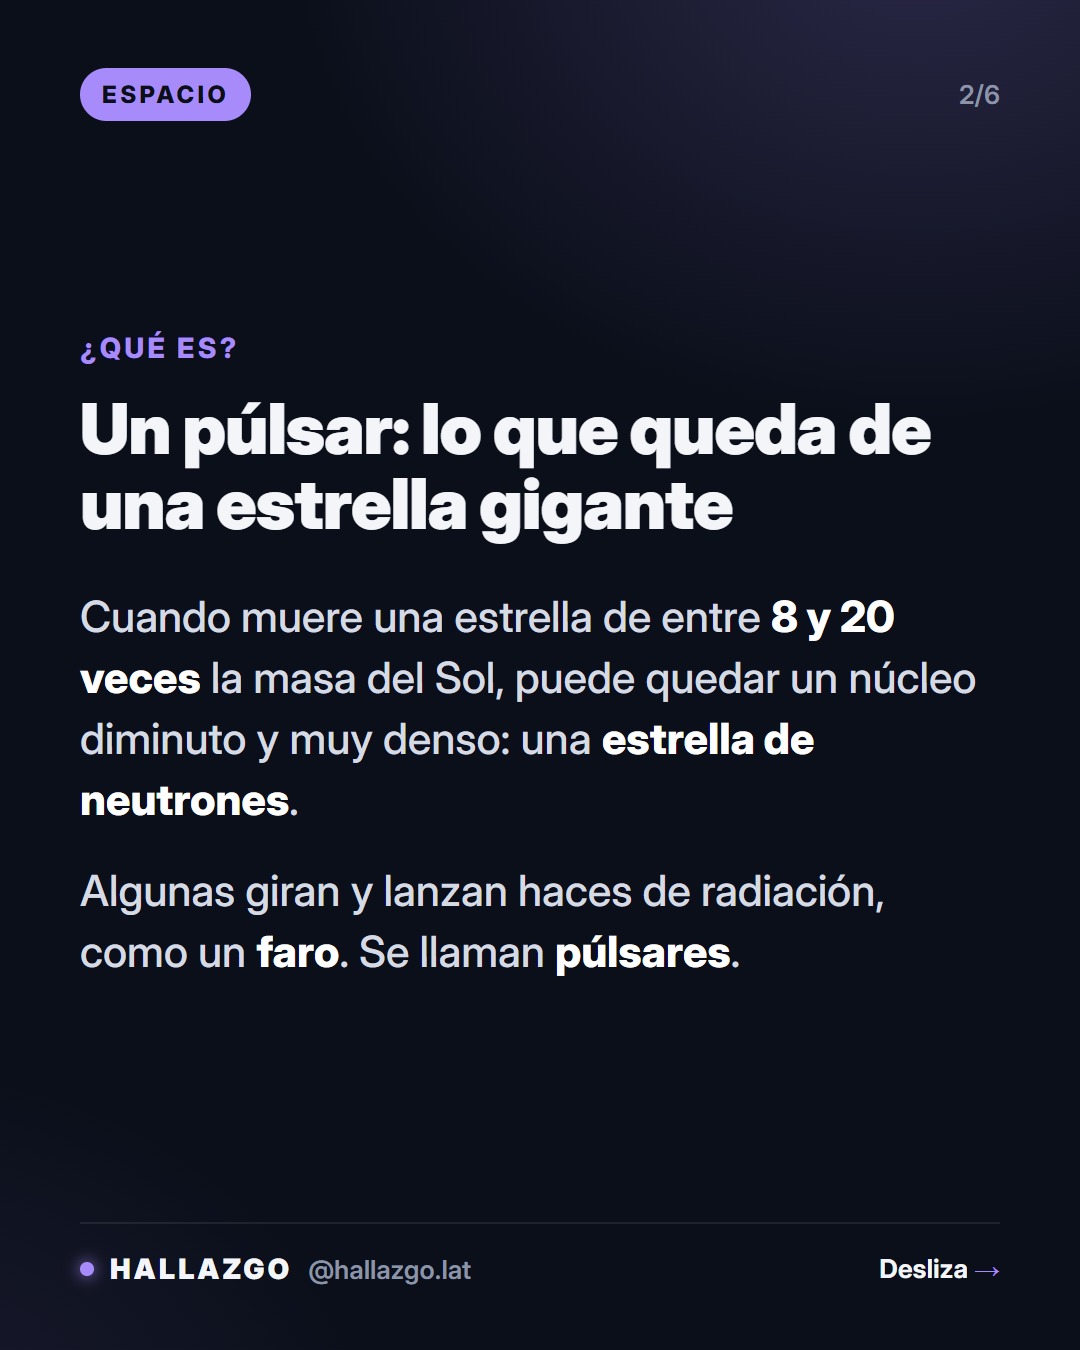 ESPACIO
2/6
¿QUÉ ES?
Un púlsar: lo que queda de
una estrella gigante
Cuando muere una estrella de entre 8 y 20
veces la masa del Sol, puede quedar un núcleo
diminuto y muy denso: una estrella de
neutrones.
Algunas giran y lanzan haces de radiación,
como un faro. Se llaman púlsares.
HALLAZGO @hallazgo.lat
Desliza →